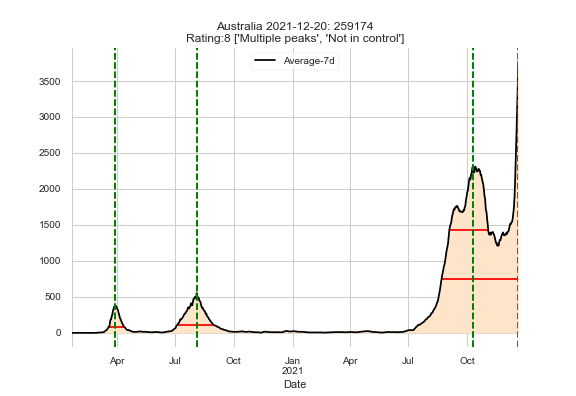 Australia 2021-12-20: 259174
Rating:8 ['Multiple peaks', 'Not in control']
Average-7d
3500
3000
2500
2000
1500
1000
500
0
Apr Jul Oct Jan Apr Jul Oct
2021
Date